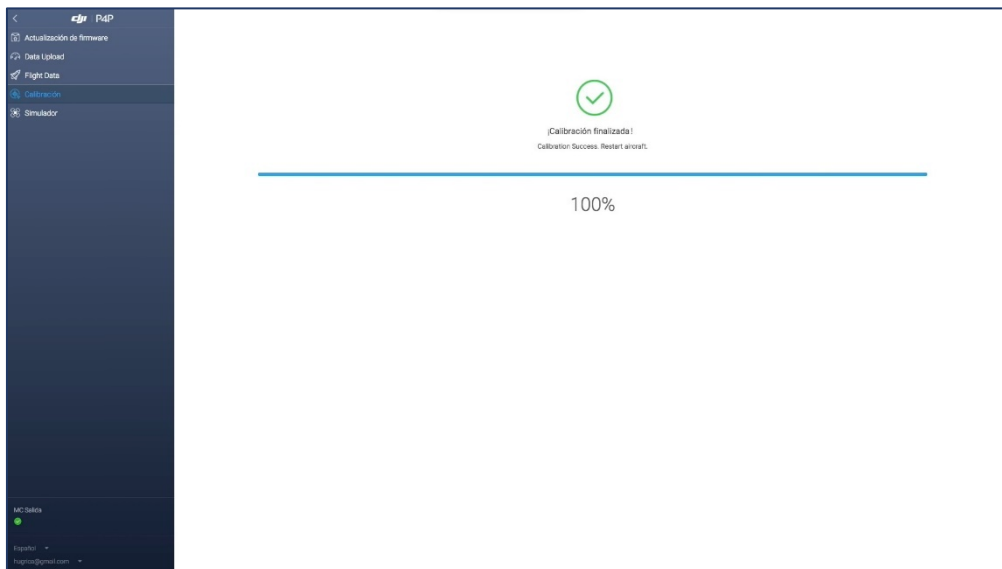 dji P4P
Actualización de firmware
Data Upload
Flight Data
Calibración
Simulador
¡Calibración finalizada!
Calibration Success. Restart aircraft.
100%
MC Salida
Español